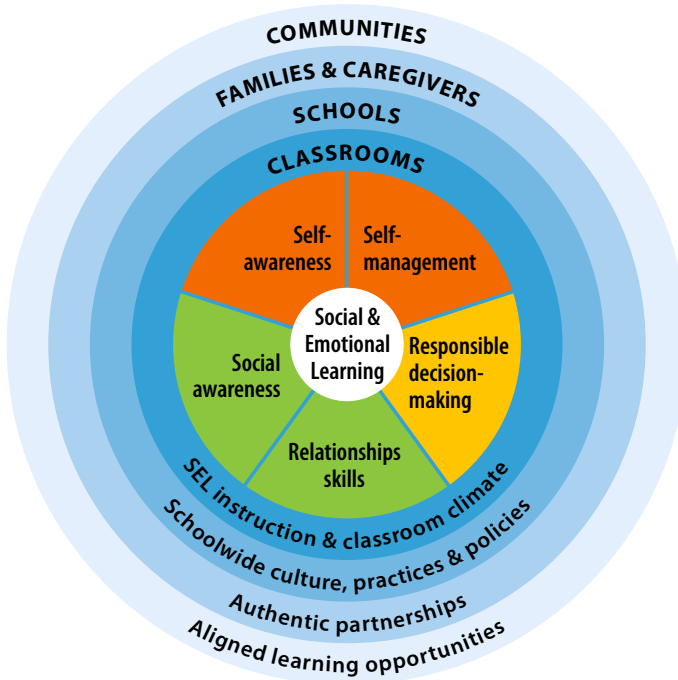 COMMUNITIES
FAMILIES & CAREGIVERS
SCHOOLS
CLASSROOMS
Self-
awareness
Self-
management
Social &
Emotional
Learning
Social
awareness
Responsible
decision-
making
Relationships
skills
SEL instruction & classroom climate
Schoolwide culture, practices & policies
Authentic partnerships
Aligned learning opportunities